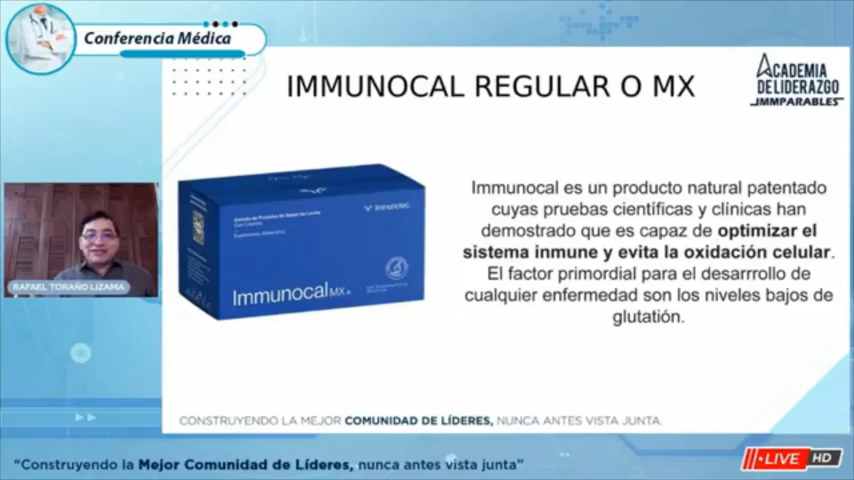 Conferencia Médica
IMMUNOCAL REGULAR O MX
ACADEMIA
DE LIDERAZGO
IMMPARABLES
Immunocal es un producto natural patentado
cuyas pruebas científicas y clínicas han
demostrado que es capaz de optimizar el
sistema inmune y evita la oxidación celular.
El factor primordial para el desarrrollo de
cualquier enfermedad son los niveles bajos de
glutatión.
immunotec
Immunocal MX
RAFAEL TORAÑO LIZAMA
CONSTRUYENDO LA MEJOR COMUNIDAD DE LÍDERES, NUNCA ANTES VISTA JUNTA.
"Construyendo la Mejor Comunidad de Líderes, nunca antes vista junta"
LIVE HD